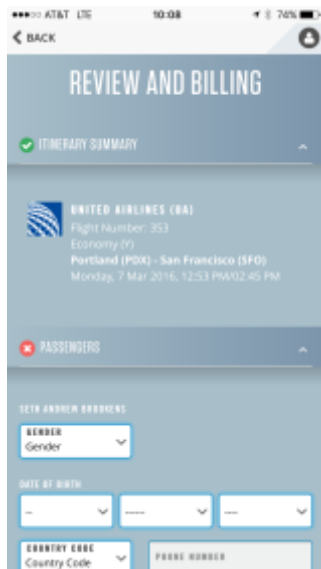 AT&T LTE 10:08 74%
BACK
REVIEW AND BILLING
ITINERARY SUMMARY
UNITED AIRLINES (UA)
Flight Number: 353
Economy (Y)
Portland (PDX) - San Francisco (SFO)
Monday, 7 Mar 2016, 12:53 PM/02:45 PM
PASSENGERS
SETH ANDREW BROOKENS
GENDER
Gender
DATE OF BIRTH
-- ---- ---
COUNTRY CODE
Country Code
PHONE NUMBER